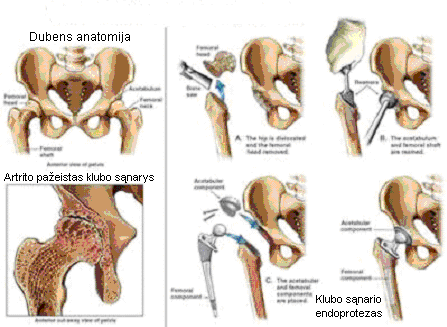 Dubens anatomija
Acetabulum
Femoral
head
Femoral
neck
Femoral
shaft
Anterior view of pelvis
Artrito pažeistas klubo sąnarys
Anterior cut-away view of pelvis
Femoral
head
Bone
saw
A. The hip is dislocated
and the femoral
head removed.
Reamers
B. The acetabulum
and femoral shaft
are reamed.
Acetabular
component
Femoral
component
C. The acetabular
and femoral
components
are placed.
Acetabular
component
Femoral
component
Klubo sąnario
endoprotezas